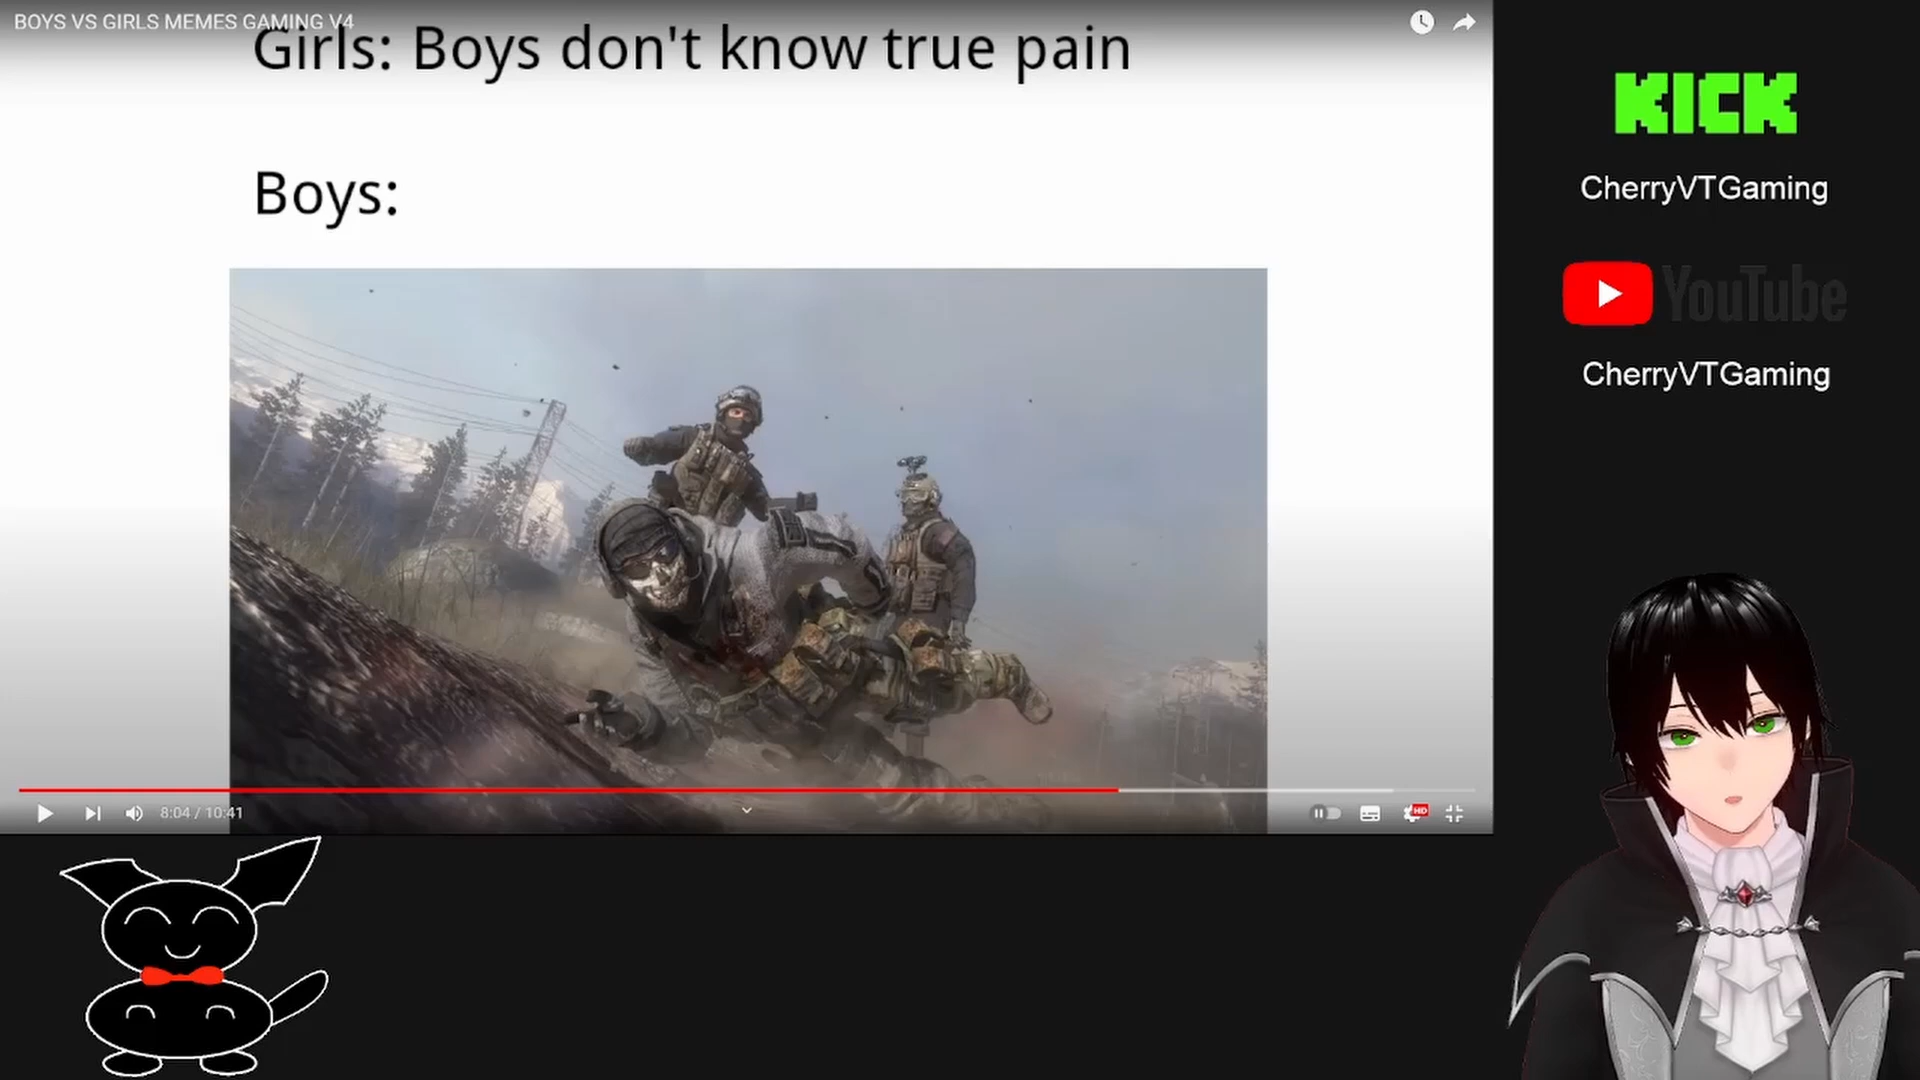 BOYS VS GIRLS MEMES GAMING V4
Girls: Boys don't know true pain
Boys:
8:04 / 10:41
HD
KICK
CherryVTGaming
YouTube
CherryVTGaming